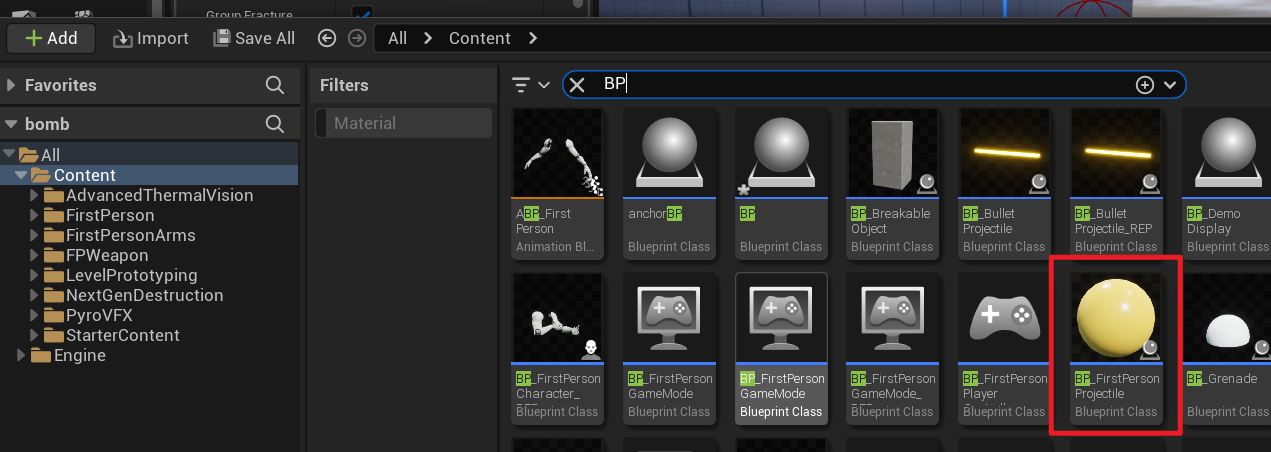 Group Fracture
Add
Import
Save All
All
Content
Favorites
Filters
BP
Material
bomb
All
Content
AdvancedThermalVision
FirstPerson
FirstPersonArms
FPWeapon
LevelPrototyping
NextGenDestruction
PyroVFX
StarterContent
Engine
ABP_First
Person
Animation Bl...
anchorBP
Blueprint Class
BP
Blueprint Class
BP_Breakable
Object
Blueprint Class
BP_Bullet
Projectile
Blueprint Class
BP_Bullet
Projectile_REP
Blueprint Class
BP_Demo
Display
Blueprint Class
BP_FirstPerson
Character_
Blueprint Class
BP_FirstPerson
GameMode
Blueprint Class
BP_FirstPerson
GameMode
Blueprint Class
BP_FirstPerson
GameMode_
Blueprint Class
BP_FirstPerson
Player
Blueprint Class
BP_FirstPerson
Projectile
Blueprint Class
BP_Grenade
Blueprint Class